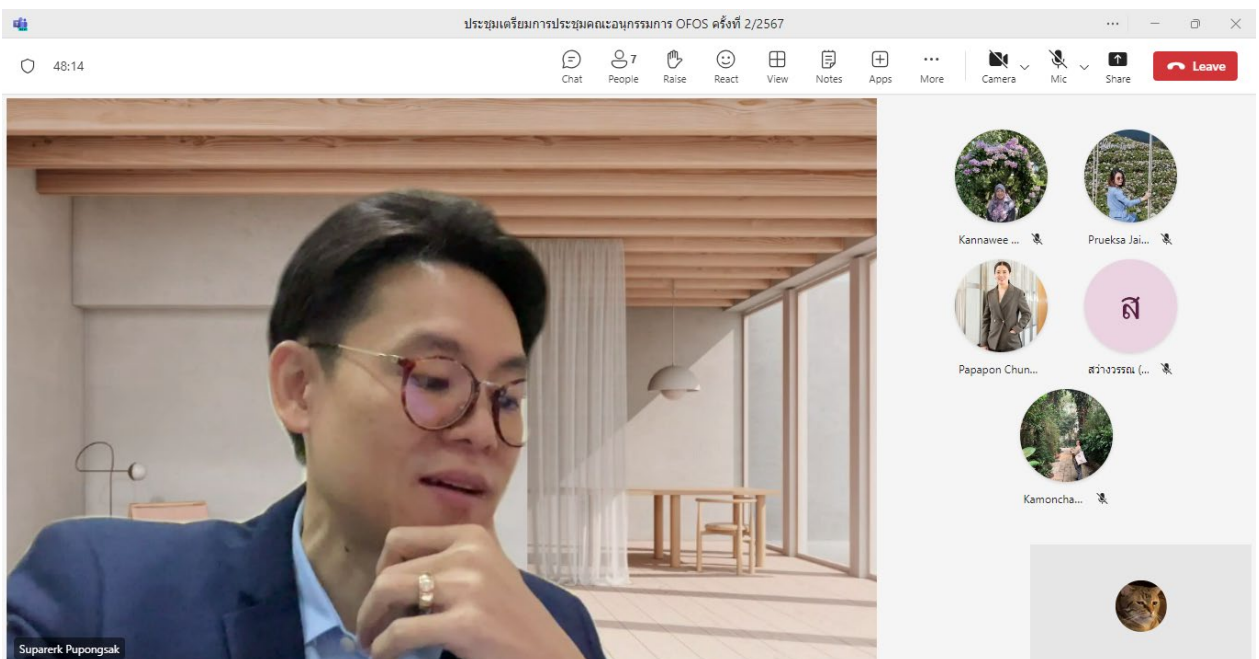 ประชุมเตรียมการประชุมคณะอนุกรรมการ OFOS ครั้งที่ 2/2567
48:14
Chat
7
People
Raise
React
View
Notes
Apps
More
Camera
Mic
Share
Leave
Kannawee ...
Prueksa Jai...
Papapon Chun...
ส
สว่างวรรณ (...
Kamoncha...
Suparerk Pupongsak